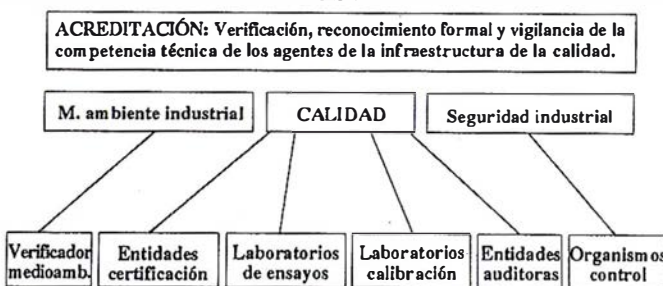 ACREDITACIÓN: Verificación, reconocimiento formal y vigilancia de la
competencia técnica de los agentes de la infraestructura de la calidad.
M. ambiente industrial
CALIDAD
Seguridad industrial
Verificador
medioamb.
Entidades
certificación
Laboratorios
de ensayos
Laboratorios
calibración
Entidades
auditoras
Organismos
control